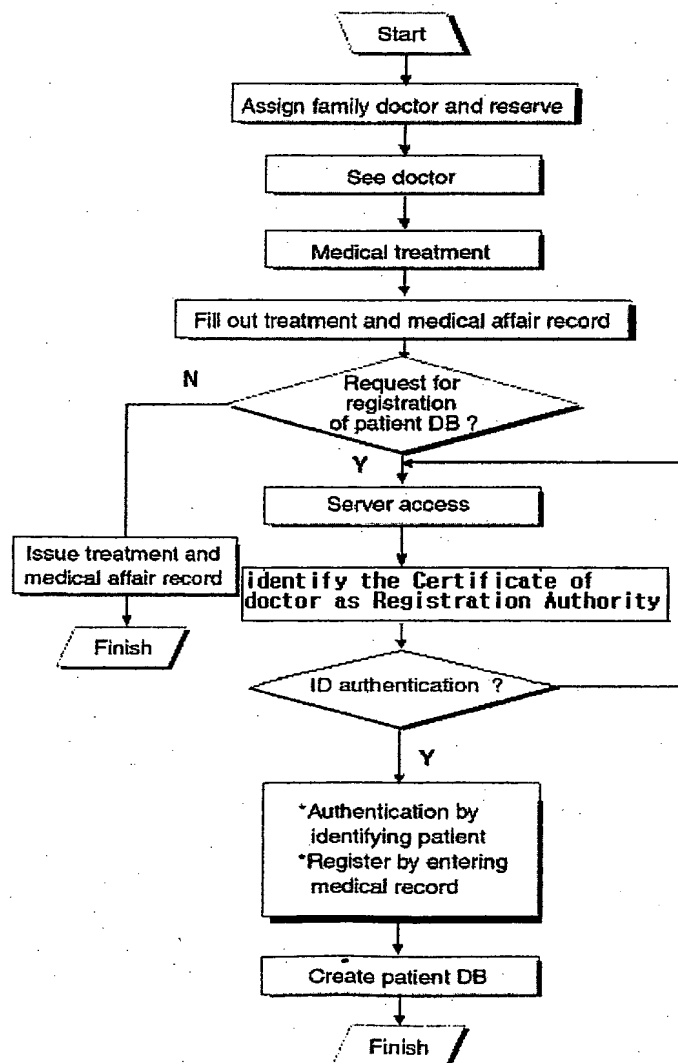 Start
Assign family doctor and reserve
See doctor
Medical treatment
Fill out treatment and medical affair record
N
Request for
registration
of patient DB ?
Y
Server access
Issue treatment and
medical affair record
identify the Certificate of
doctor as Registration Authority
Finish
ID authentication ?
Y
*Authentication by
identifying patient
*Register by entering
medical record
Create patient DB
Finish